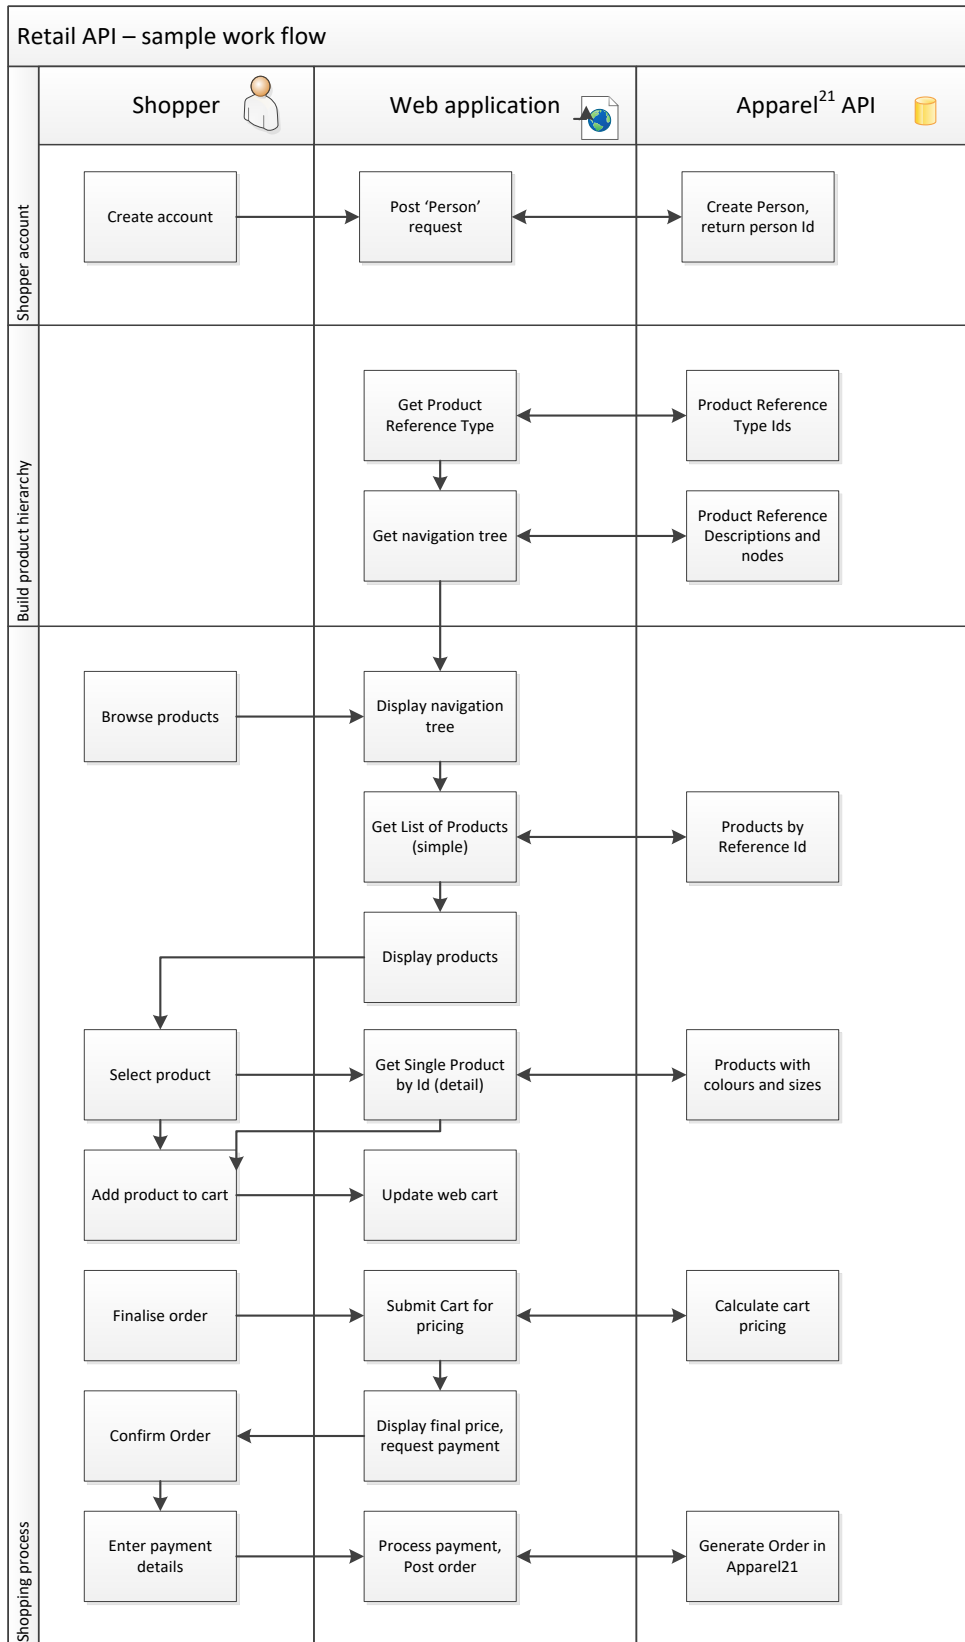 Retail API – sample work flow
Shopper
Web application
Apparel21 API
Shopper account
Create account
Post ‘Person’
request
Create Person,
return person Id
Build product hierarchy
Get Product
Reference Type
Product Reference
Type Ids
Get navigation tree
Product Reference
Descriptions and
nodes
Shopping process
Browse products
Display navigation
tree
Get List of Products
(simple)
Products by
Reference Id
Display products
Select product
Get Single Product
by Id (detail)
Products with
colours and sizes
Add product to cart
Update web cart
Finalise order
Submit Cart for
pricing
Calculate cart
pricing
Confirm Order
Display final price,
request payment
Enter payment
details
Process payment,
Post order
Generate Order in
Apparel21